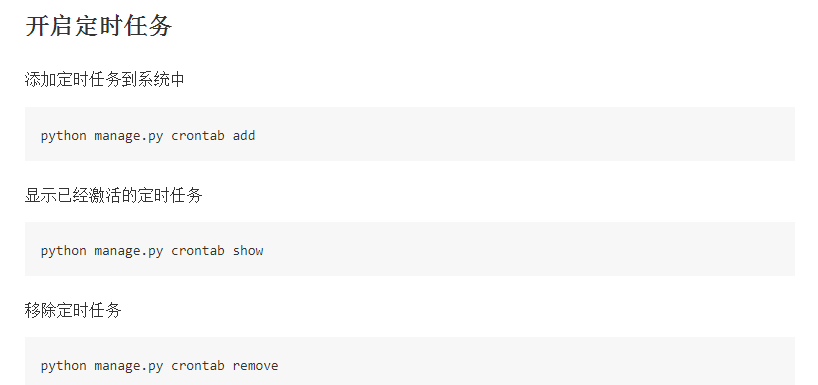 开启定时任务
添加定时任务到系统中
python manage.py crontab add
显示已经激活的定时任务
python manage.py crontab show
移除定时任务
python manage.py crontab remove